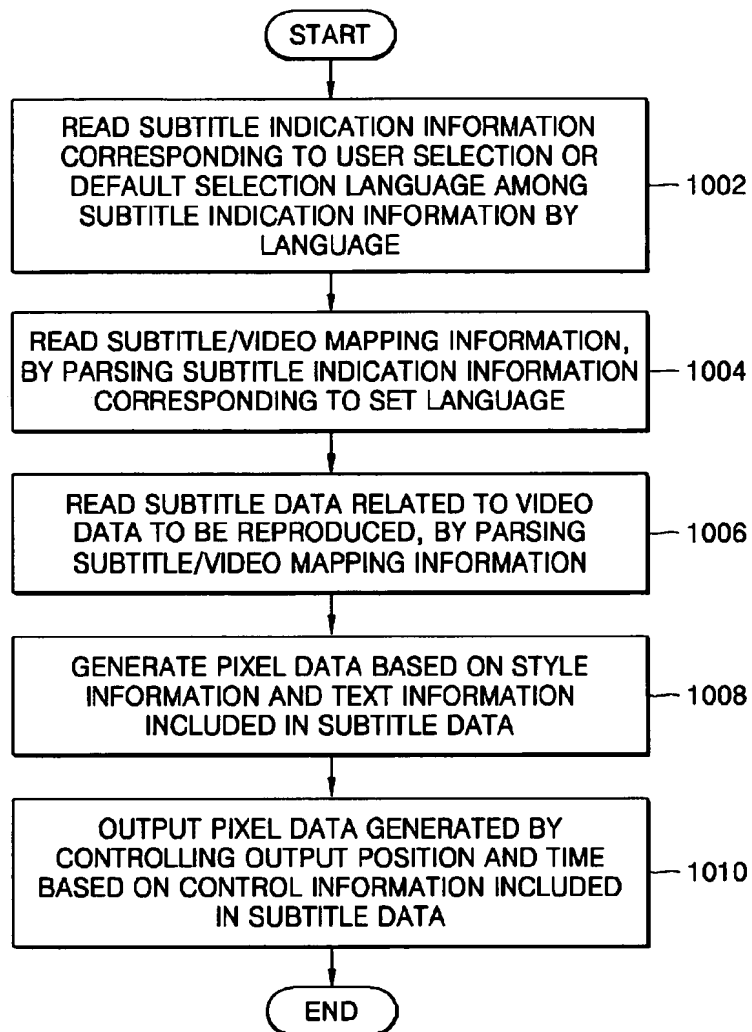 START
READ SUBTITLE INDICATION INFORMATION
CORRESPONDING TO USER SELECTION OR
DEFAULT SELECTION LANGUAGE AMONG
SUBTITLE INDICATION INFORMATION BY
LANGUAGE
1002
READ SUBTITLE/VIDEO MAPPING INFORMATION,
BY PARSING SUBTITLE INDICATION INFORMATION
CORRESPONDING TO SET LANGUAGE
1004
READ SUBTITLE DATA RELATED TO VIDEO
DATA TO BE REPRODUCED, BY PARSING
SUBTITLE/VIDEO MAPPING INFORMATION
1006
GENERATE PIXEL DATA BASED ON STYLE
INFORMATION AND TEXT INFORMATION
INCLUDED IN SUBTITLE DATA
1008
OUTPUT PIXEL DATA GENERATED BY
CONTROLLING OUTPUT POSITION AND TIME
BASED ON CONTROL INFORMATION INCLUDED
IN SUBTITLE DATA
1010
END